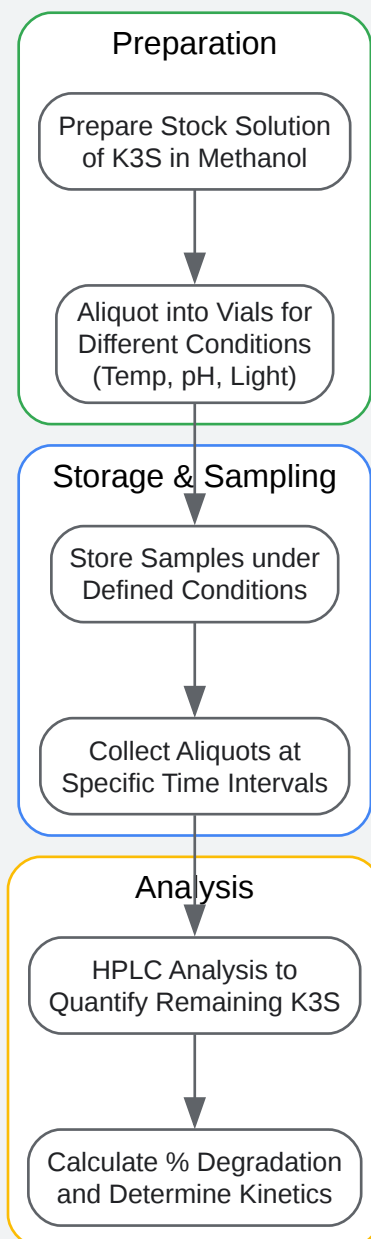 Preparation
Prepare Stock Solution
of K3S in Methanol
Aliquot into Vials for
Different Conditions
(Temp, pH, Light)
Storage & Sampling
Store Samples under
Defined Conditions
Collect Aliquots at
Specific Time Intervals
Analysis
HPLC Analysis to
Quantify Remaining K3S
Calculate % Degradation
and Determine Kinetics